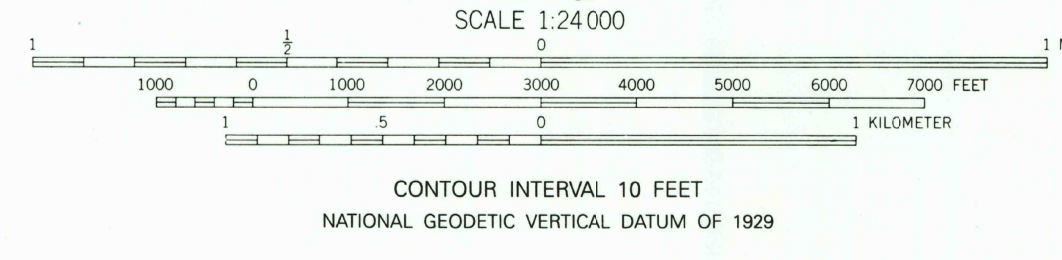 SCALE 1:24 000
1 ½ 0 1
1000 0 1000 2000 3000 4000 5000 6000 7000 FEET
1 .5 0 1 KILOMETER
CONTOUR INTERVAL 10 FEET
NATIONAL GEODETIC VERTICAL DATUM OF 1929